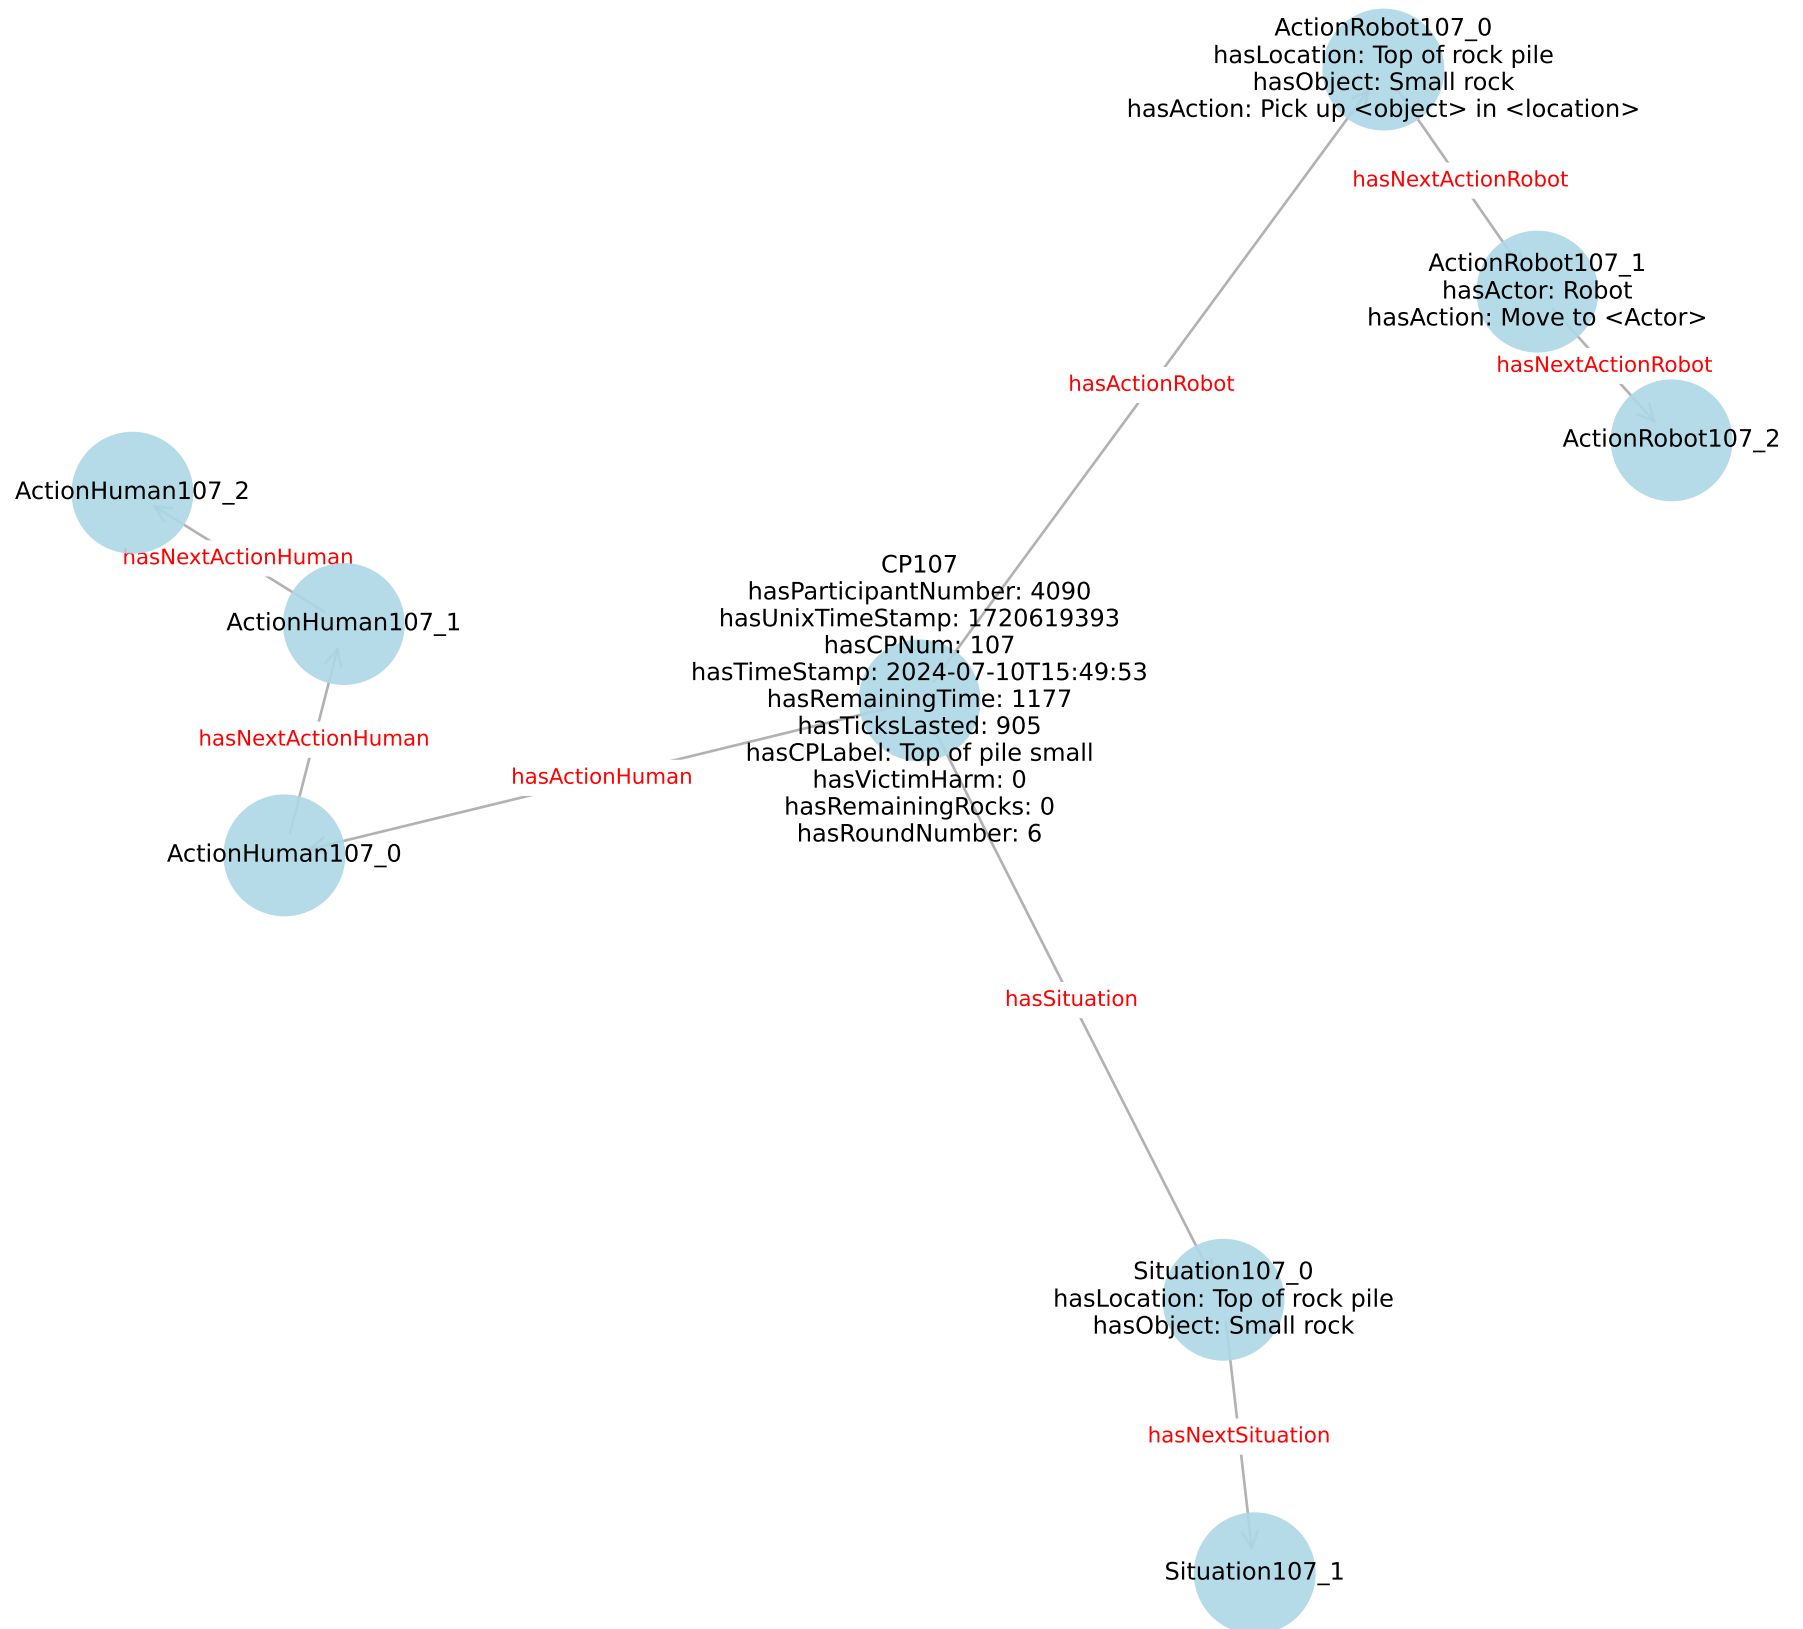 ActionRobot107_0
hasLocation: Top of rock pile
hasObject: Small rock
hasAction: Pick up <object> in <location>
hasNextActionRobot
ActionRobot107_1
hasActor: Robot
hasAction: Move to <Actor>
hasNextActionRobot
hasActionRobot
ActionRobot107_2
ActionHuman107_2
hasNextActionHuman
ActionHuman107_1
hasNextActionHuman
ActionHuman107_0
hasActionHuman
CP107
hasParticipantNumber: 4090
hasUnixTimeStamp: 1720619393
hasCPNum: 107
hasTimeStamp: 2024-07-10T15:49:53
hasRemainingTime: 1177
hasTicksLasted: 905
hasCPLabel: Top of pile small
hasVictimHarm: 0
hasRemainingRocks: 0
hasRoundNumber: 6
hasSituation
Situation107_0
hasLocation: Top of rock pile
hasObject: Small rock
hasNextSituation
Situation107_1